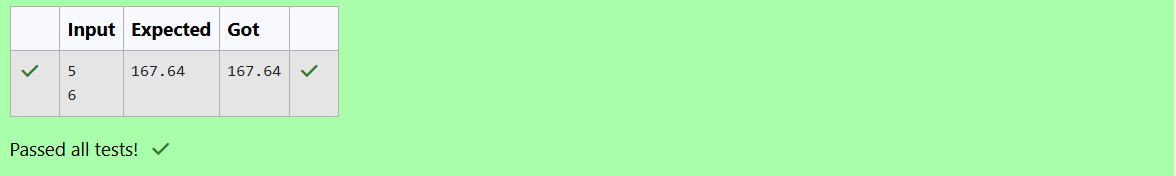 Input Expected Got
5 167.64 167.64
6
Passed all tests!